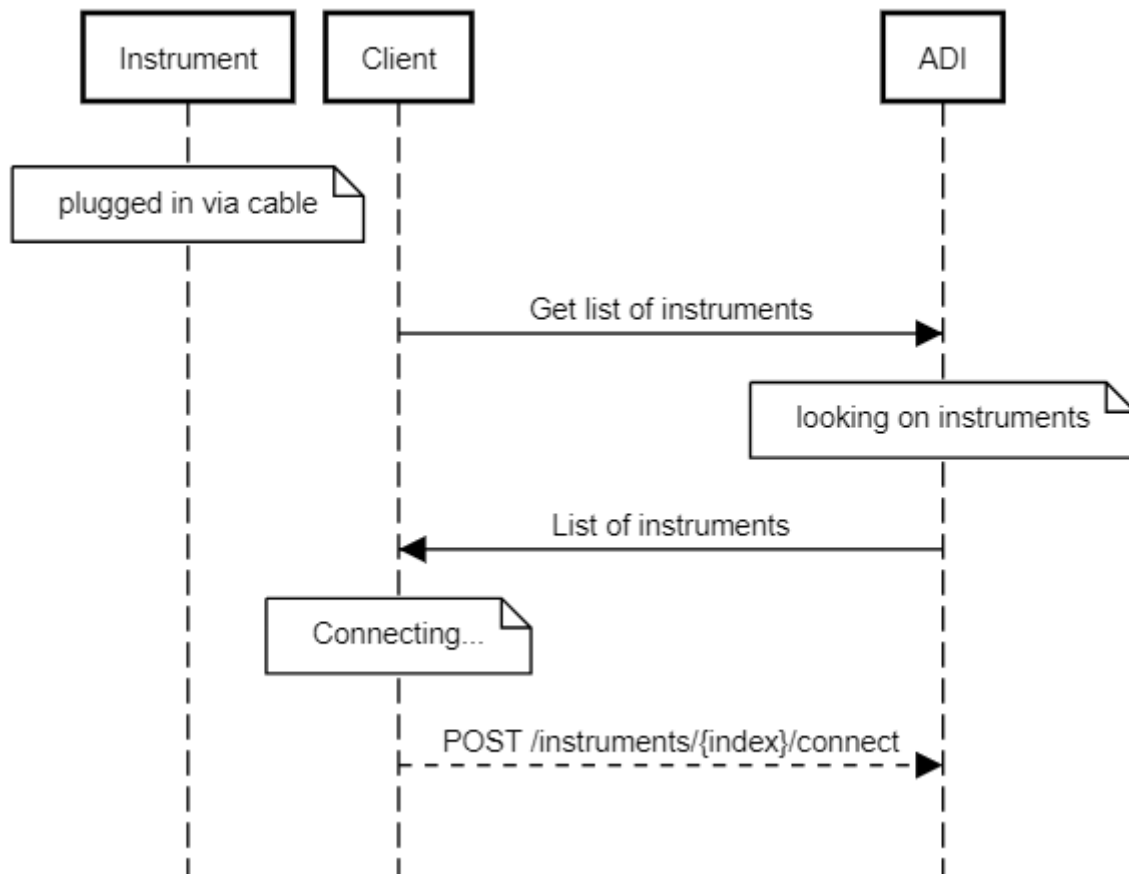 Instrument
Client
ADI
plugged in via cable
Get list of instruments
looking on instruments
List of instruments
Connecting...
POST /instruments/{index}/connect